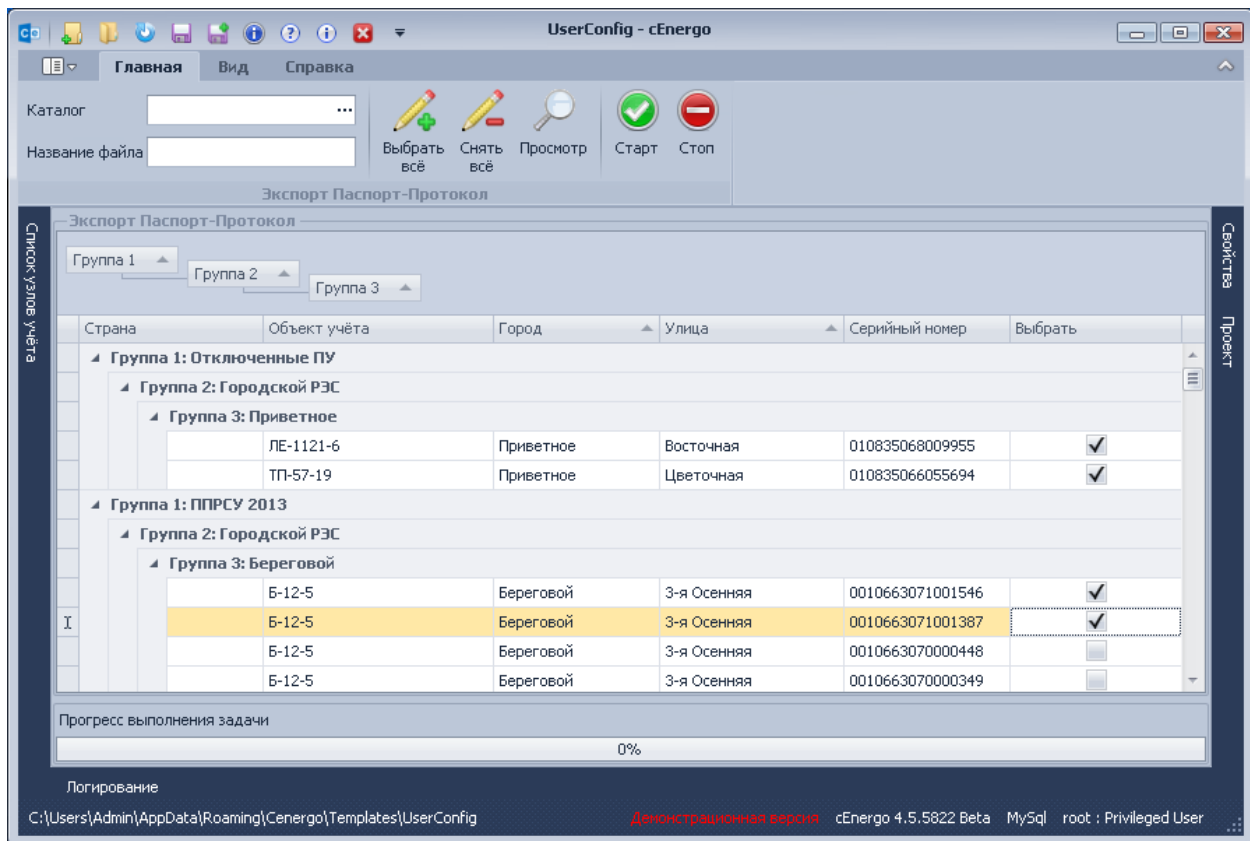 UserConfig - cEnergo
Главная Вид Справка
Каталог
Название файла
Выбрать всё
Снять всё
Просмотр
Старт
Стоп
Экспорт Паспорт-Протокол
Список узлов учёта
Экспорт Паспорт-Протокол
Группа 1
Группа 2
Группа 3
Страна Объект учёта Город Улица Серийный номер Выбрать
Группа 1: Отключенные ПУ
Группа 2: Городской РЭС
Группа 3: Приветное
ЛЕ-1121-6 Приветное Восточная 010835068009955
ТП-57-19 Приветное Цветочная 010835066055694
Группа 1: ППРСУ 2013
Группа 2: Городской РЭС
Группа 3: Береговой
Б-12-5 Береговой 3-я Осенняя 0010663071001546
Б-12-5 Береговой 3-я Осенняя 0010663071001387
Б-12-5 Береговой 3-я Осенняя 0010663070000448
Б-12-5 Береговой 3-я Осенняя 0010663070000349
Свойства
Проект
Прогресс выполнения задачи
0%
Логирование
C:\Users\Admin\AppData\Roaming\Cenergo\Templates\UserConfig Демонстрационная версия cEnergo 4.5.5822 Beta MySql root : Privileged User